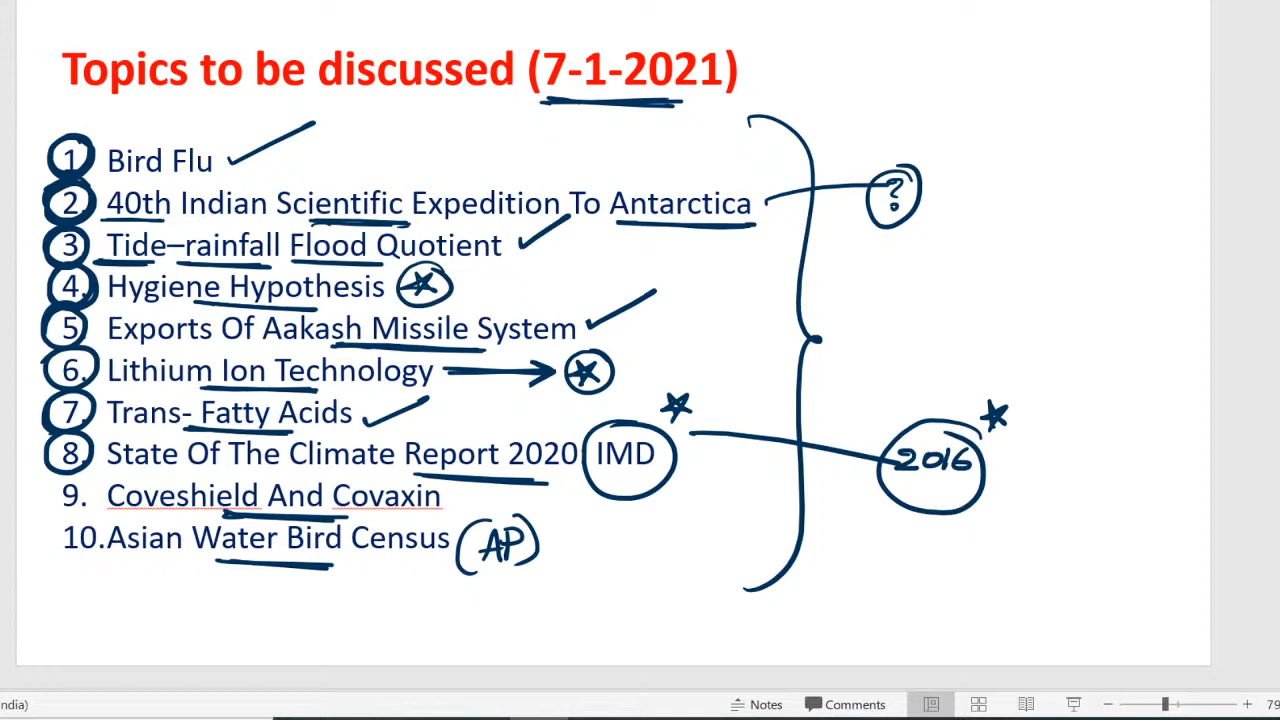 Topics to be discussed (7-1-2021)
1. Bird Flu
2. 40th Indian Scientific Expedition To Antarctica ?
3. Tide–rainfall Flood Quotient
4. Hygiene Hypothesis
5. Exports Of Aakash Missile System
6. Lithium Ion Technology
7. Trans- Fatty Acids
8. State Of The Climate Report 2020: IMD 2016
9. Coveshield And Covaxin
10.Asian Water Bird Census (AP)
ndia) Notes Comments 79